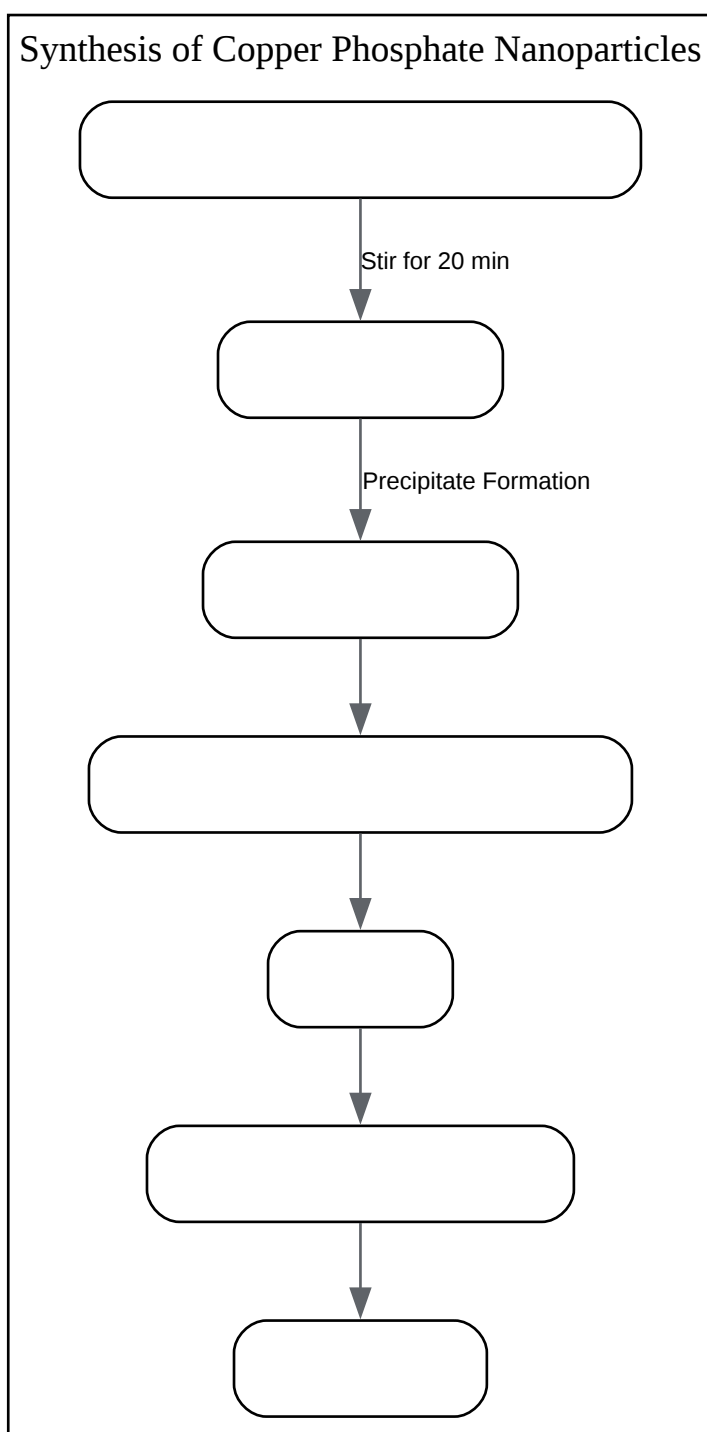 Synthesis of Copper Phosphate Nanoparticles
Stir for 20 min
Precipitate Formation